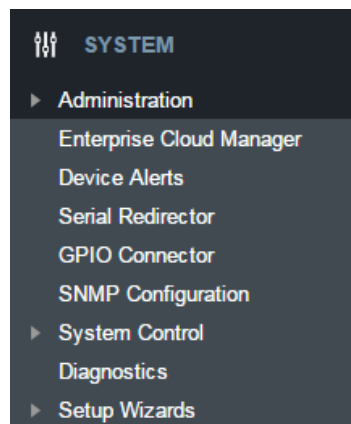 SYSTEM
Administration
Enterprise Cloud Manager
Device Alerts
Serial Redirector
GPIO Connector
SNMP Configuration
System Control
Diagnostics
Setup Wizards